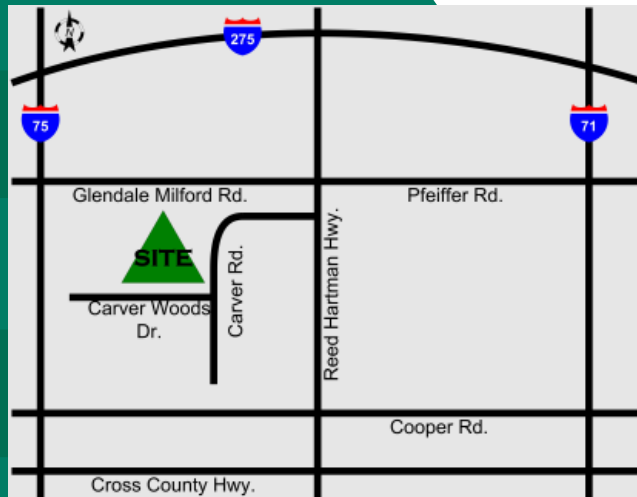 N
275
75
71
Glendale Milford Rd.
Pfeiffer Rd.
SITE
Carver Rd.
Reed Hartman Hwy.
Carver Woods
Dr.
Cooper Rd.
Cross County Hwy.